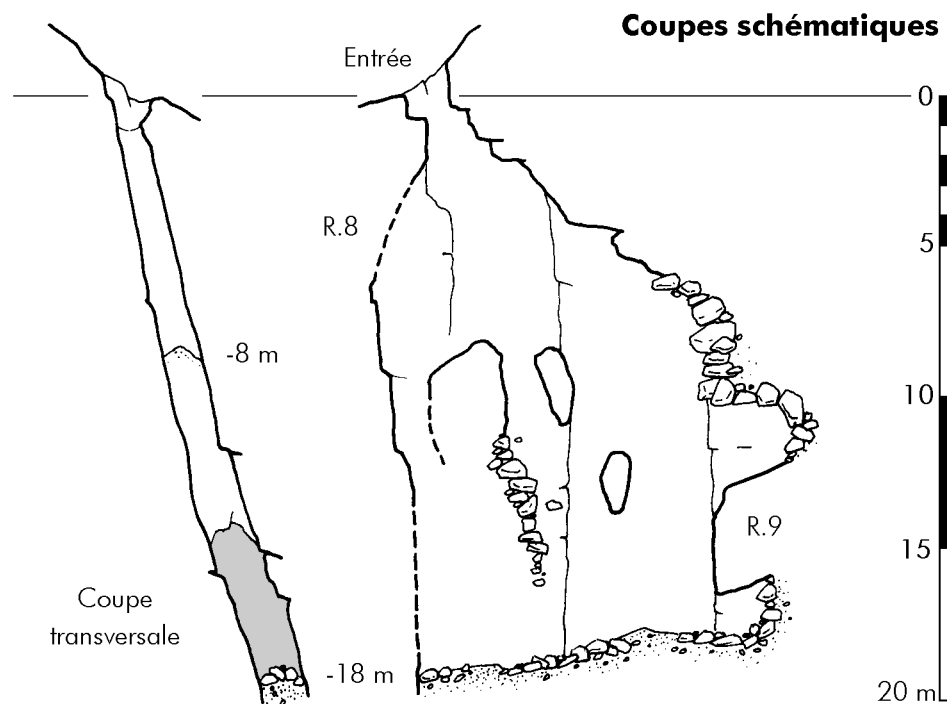 Coupes schématiques
Entrée
0
R.8
5
-8 m
10
R.9
15
Coupe
transversale
-18 m
20 m